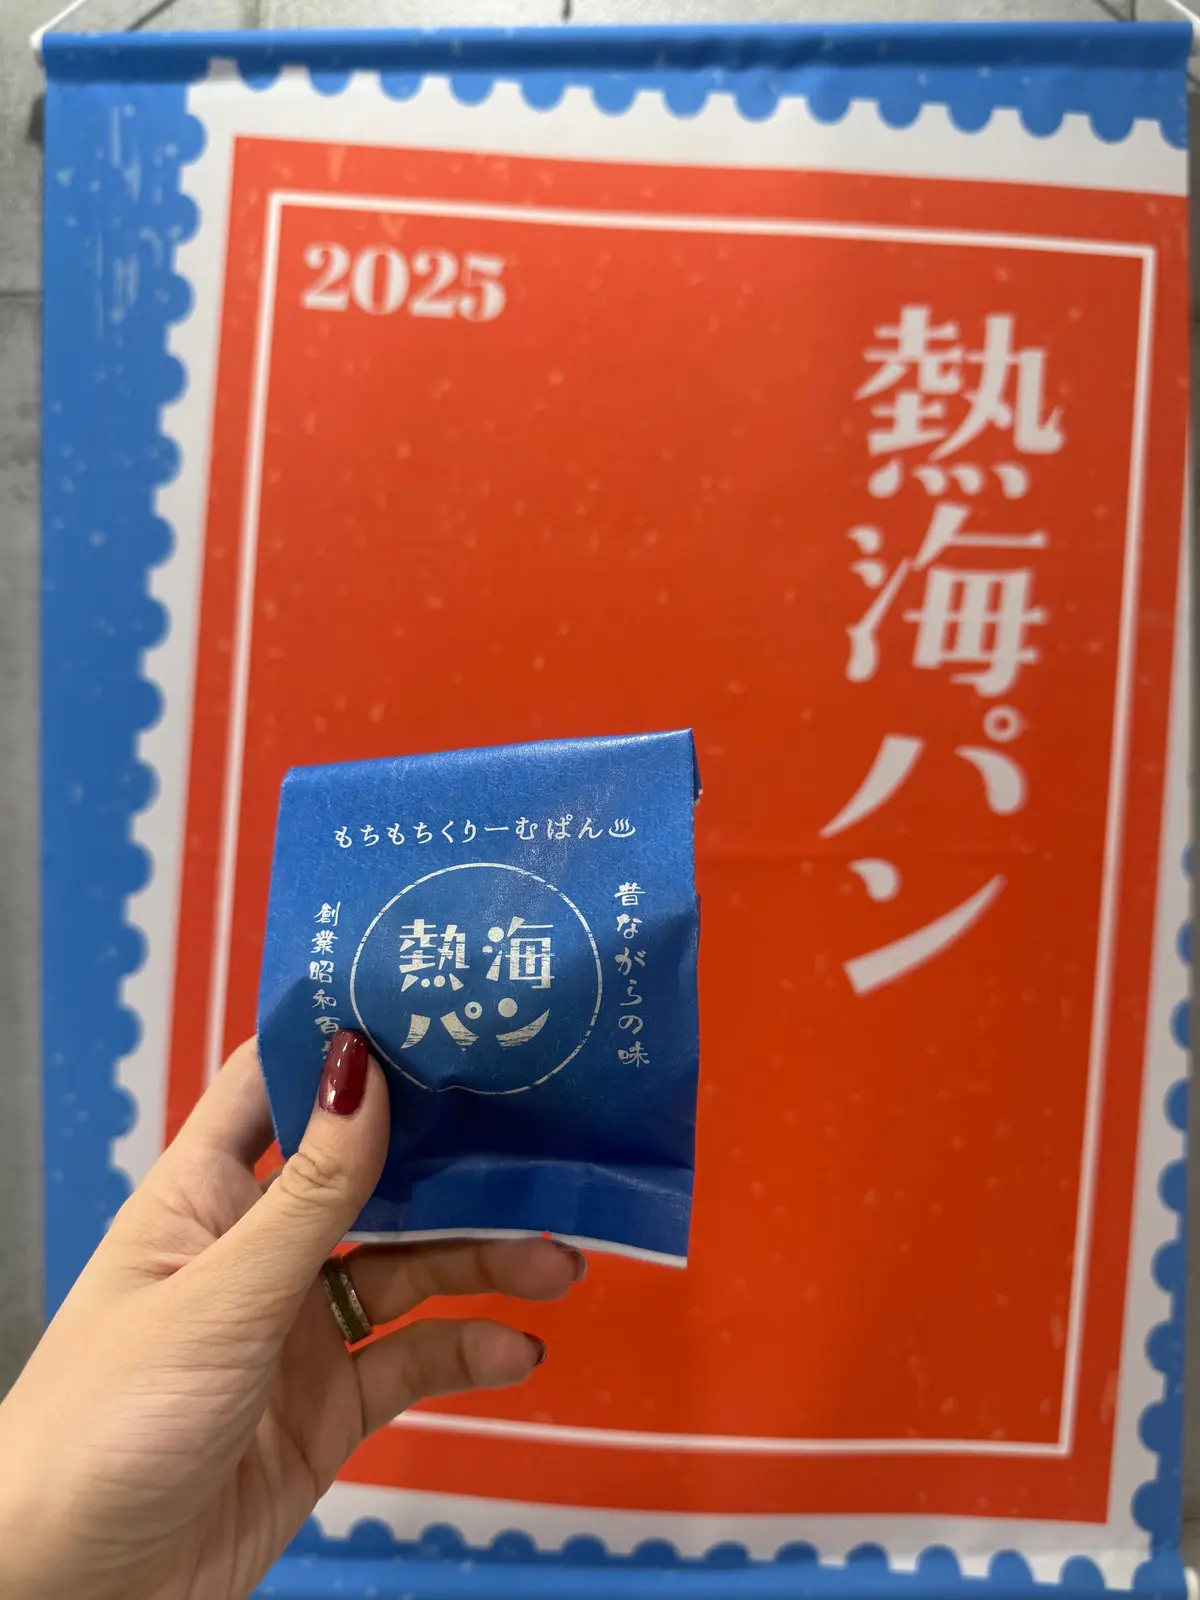 2025
熱海パン
もちもちくりーむぱん♨
昔ながらの味
熱海
パン
創業昭和百